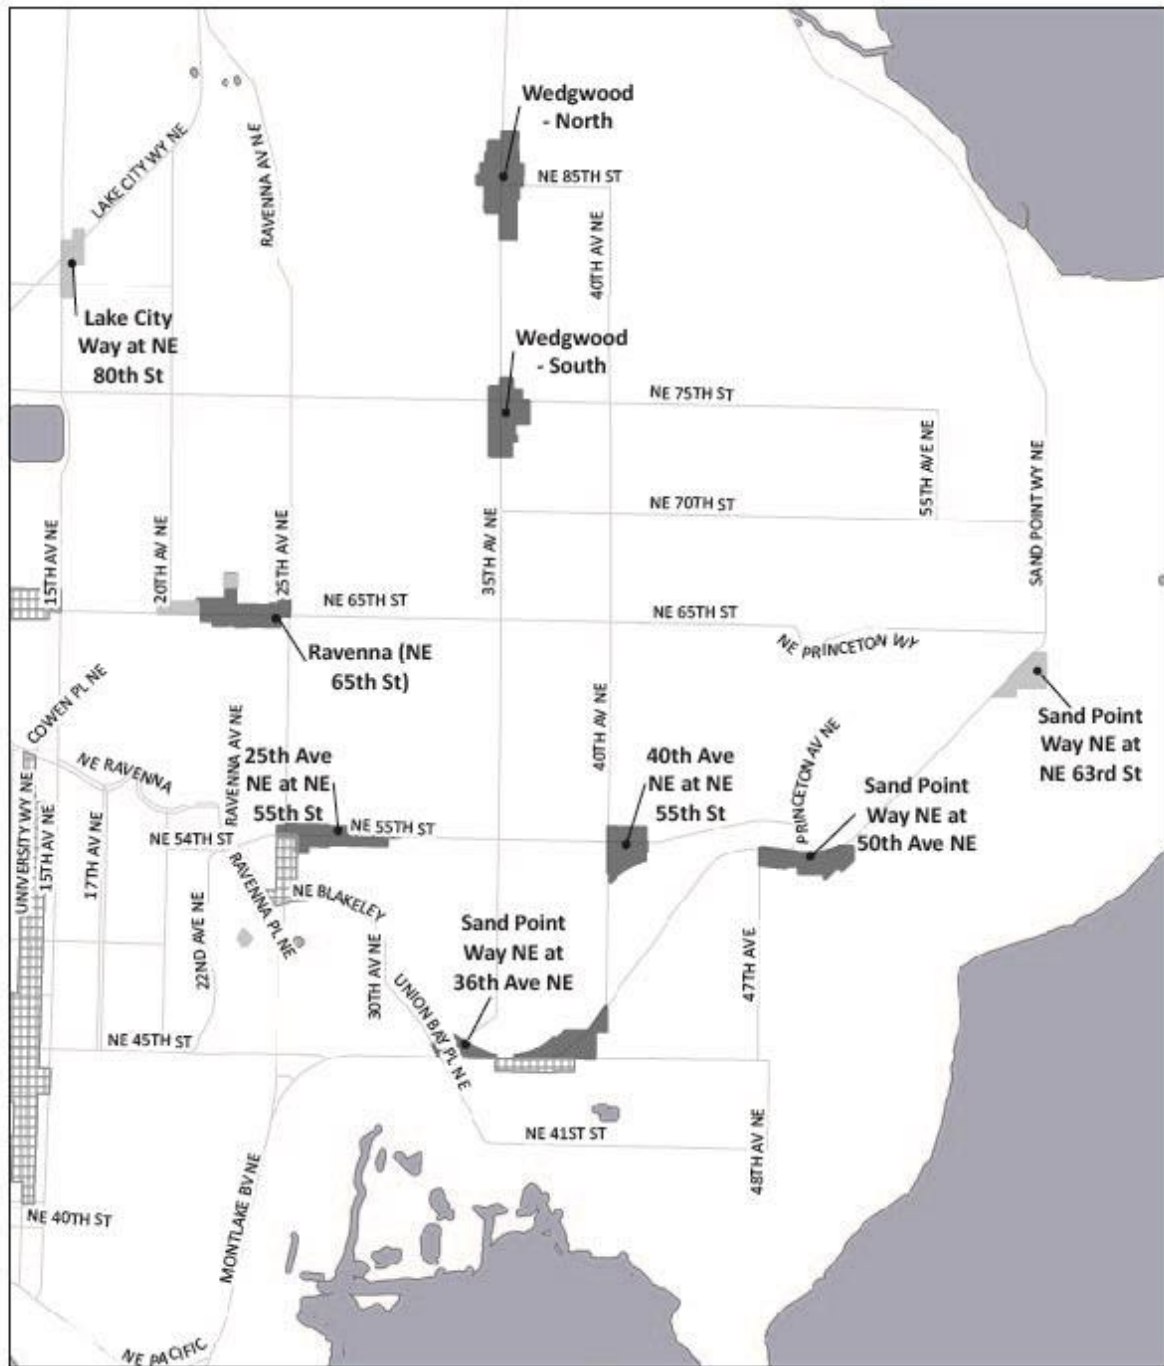 Wedgwood
- North
LAKE CITY WY NE
RAVENNA AV NE
NE 85TH ST
40TH AV NE
Lake City
Way at NE
80th St
Wedgwood
- South
NE 75TH ST
55TH AVE NE
SAND POINT WY NE
NE 70TH ST
15TH AV NE
20TH AV NE
25TH AV NE
35TH AV NE
NE 65TH ST
NE 65TH ST
NE PRINCETON WY
Ravenna (NE
65th St)
COWEN PL NE
NE RAVENNA
RAVENNA AV NE
40TH AV NE
Sand Point
Way NE at
NE 63rd St
25th Ave
NE at NE
55th St
40th Ave
NE at NE
55th St
PRINCETON AV NE
Sand Point
Way NE at
50th Ave NE
UNIVERSITY WY NE
15TH AV NE
17TH AV NE
NE 54TH ST
NE 55TH ST
RAVENNA PL NE
NE BLAKELEY
22ND AVE NE
30TH AV NE
Sand Point
Way NE at
36th Ave NE
47TH AVE
UNION BAY PL NE
NE 45TH ST
NE 41ST ST
48TH AV NE
NE 40TH ST
MONTLAKE BV NE
NE PACIFIC